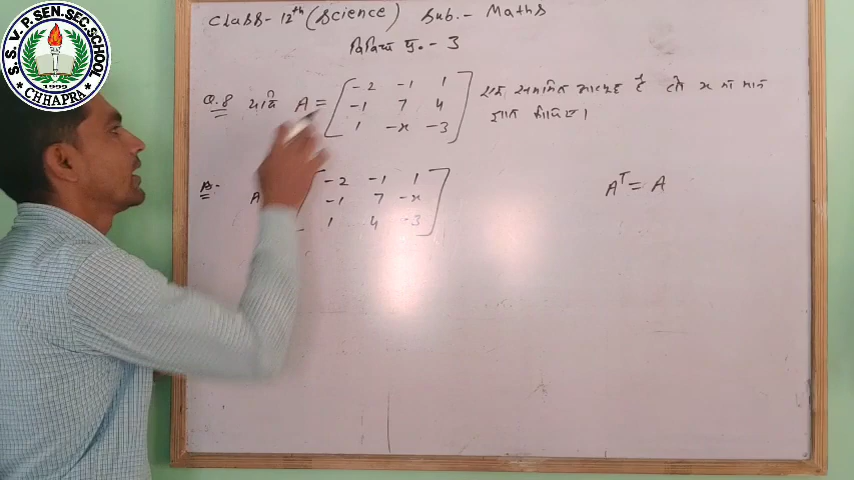 S.S.V.P. SEN. SEC. SCHOOL
1999
CHHAPRA
Class - 12th (Science) Sub. - Maths
विविध प्र. - 3
Q.8 यदि A = [ -2 -1 1
-1 7 4
1 -x -3 ] एक सममित आव्यूह है तो x का मान
ज्ञात कीजिए।
A [ -2 -1 1
-1 7 -x
1 4 -3 ]
A^T = A